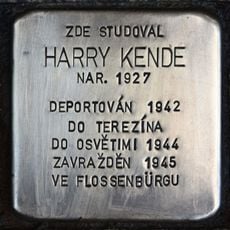 ZDE STUDOVAL
HARRY KENDE
NAR. 1927
DEPORTOVÁN 1942
DO TEREZÍNA
DO OSVĚTIMI 1944
ZAVRAŽDĚN 1945
VE FLOSSENBÜRGU